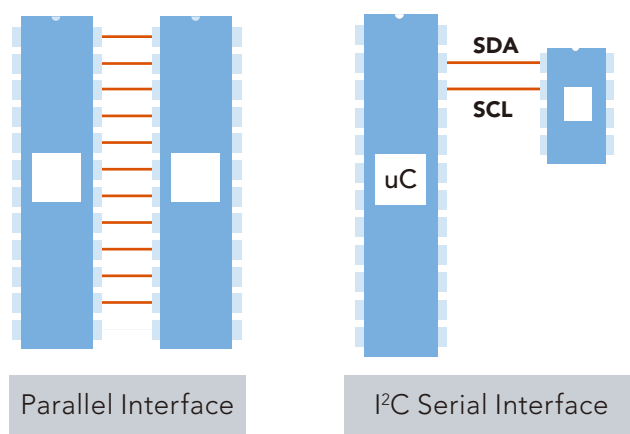 SDA
SCL
uC
Parallel Interface
I²C Serial Interface